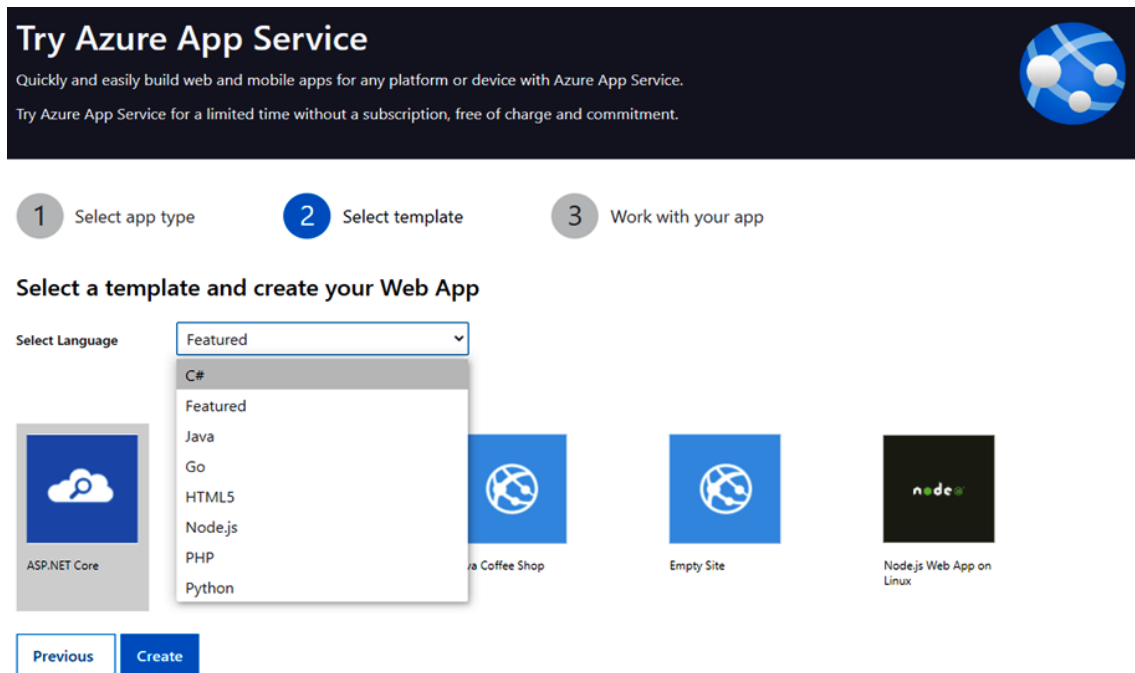 Try Azure App Service
Quickly and easily build web and mobile apps for any platform or device with Azure App Service.
Try Azure App Service for a limited time without a subscription, free of charge and commitment.
1 Select app type 2 Select template 3 Work with your app
Select a template and create your Web App
Select Language Featured
C#
Featured
Java
Go
HTML5
Node.js
PHP
Python
node
ASP.NET Core
va Coffee Shop
Empty Site
Node.js Web App on
Linux
Previous Create